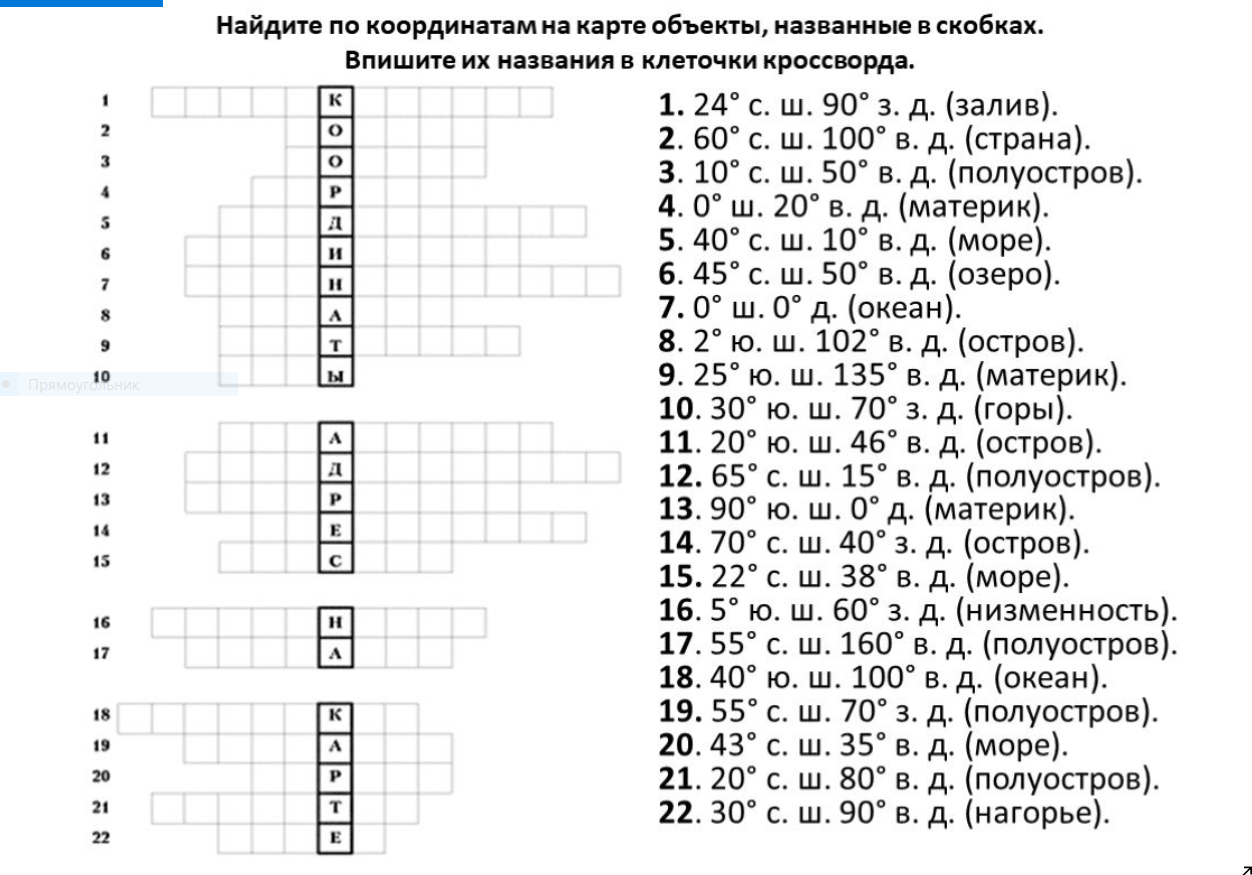 Найдите по координатам на карте объекты, названные в скобках.
Впишите их названия в клеточки кроссворда.
1 К
2 О
3 О
4 Р
5 Д
6 И
7 Н
8 А
9 Т
10 Ы
Прямоугольник
11 А
12 Д
13 Р
14 Е
15 С
16 Н
17 А
18 К
19 А
20 Р
21 Т
22 Е
1. 24° с. ш. 90° з. д. (залив).
2. 60° с. ш. 100° в. д. (страна).
3. 10° с. ш. 50° в. д. (полуостров).
4. 0° ш. 20° в. д. (материк).
5. 40° с. ш. 10° в. д. (море).
6. 45° с. ш. 50° в. д. (озеро).
7. 0° ш. 0° д. (океан).
8. 2° ю. ш. 102° в. д. (остров).
9. 25° ю. ш. 135° в. д. (материк).
10. 30° ю. ш. 70° з. д. (горы).
11. 20° ю. ш. 46° в. д. (остров).
12. 65° с. ш. 15° в. д. (полуостров).
13. 90° ю. ш. 0° д. (материк).
14. 70° с. ш. 40° з. д. (остров).
15. 22° с. ш. 38° в. д. (море).
16. 5° ю. ш. 60° з. д. (низменность).
17. 55° с. ш. 160° в. д. (полуостров).
18. 40° ю. ш. 100° в. д. (океан).
19. 55° с. ш. 70° з. д. (полуостров).
20. 43° с. ш. 35° в. д. (море).
21. 20° с. ш. 80° в. д. (полуостров).
22. 30° с. ш. 90° в. д. (нагорье).